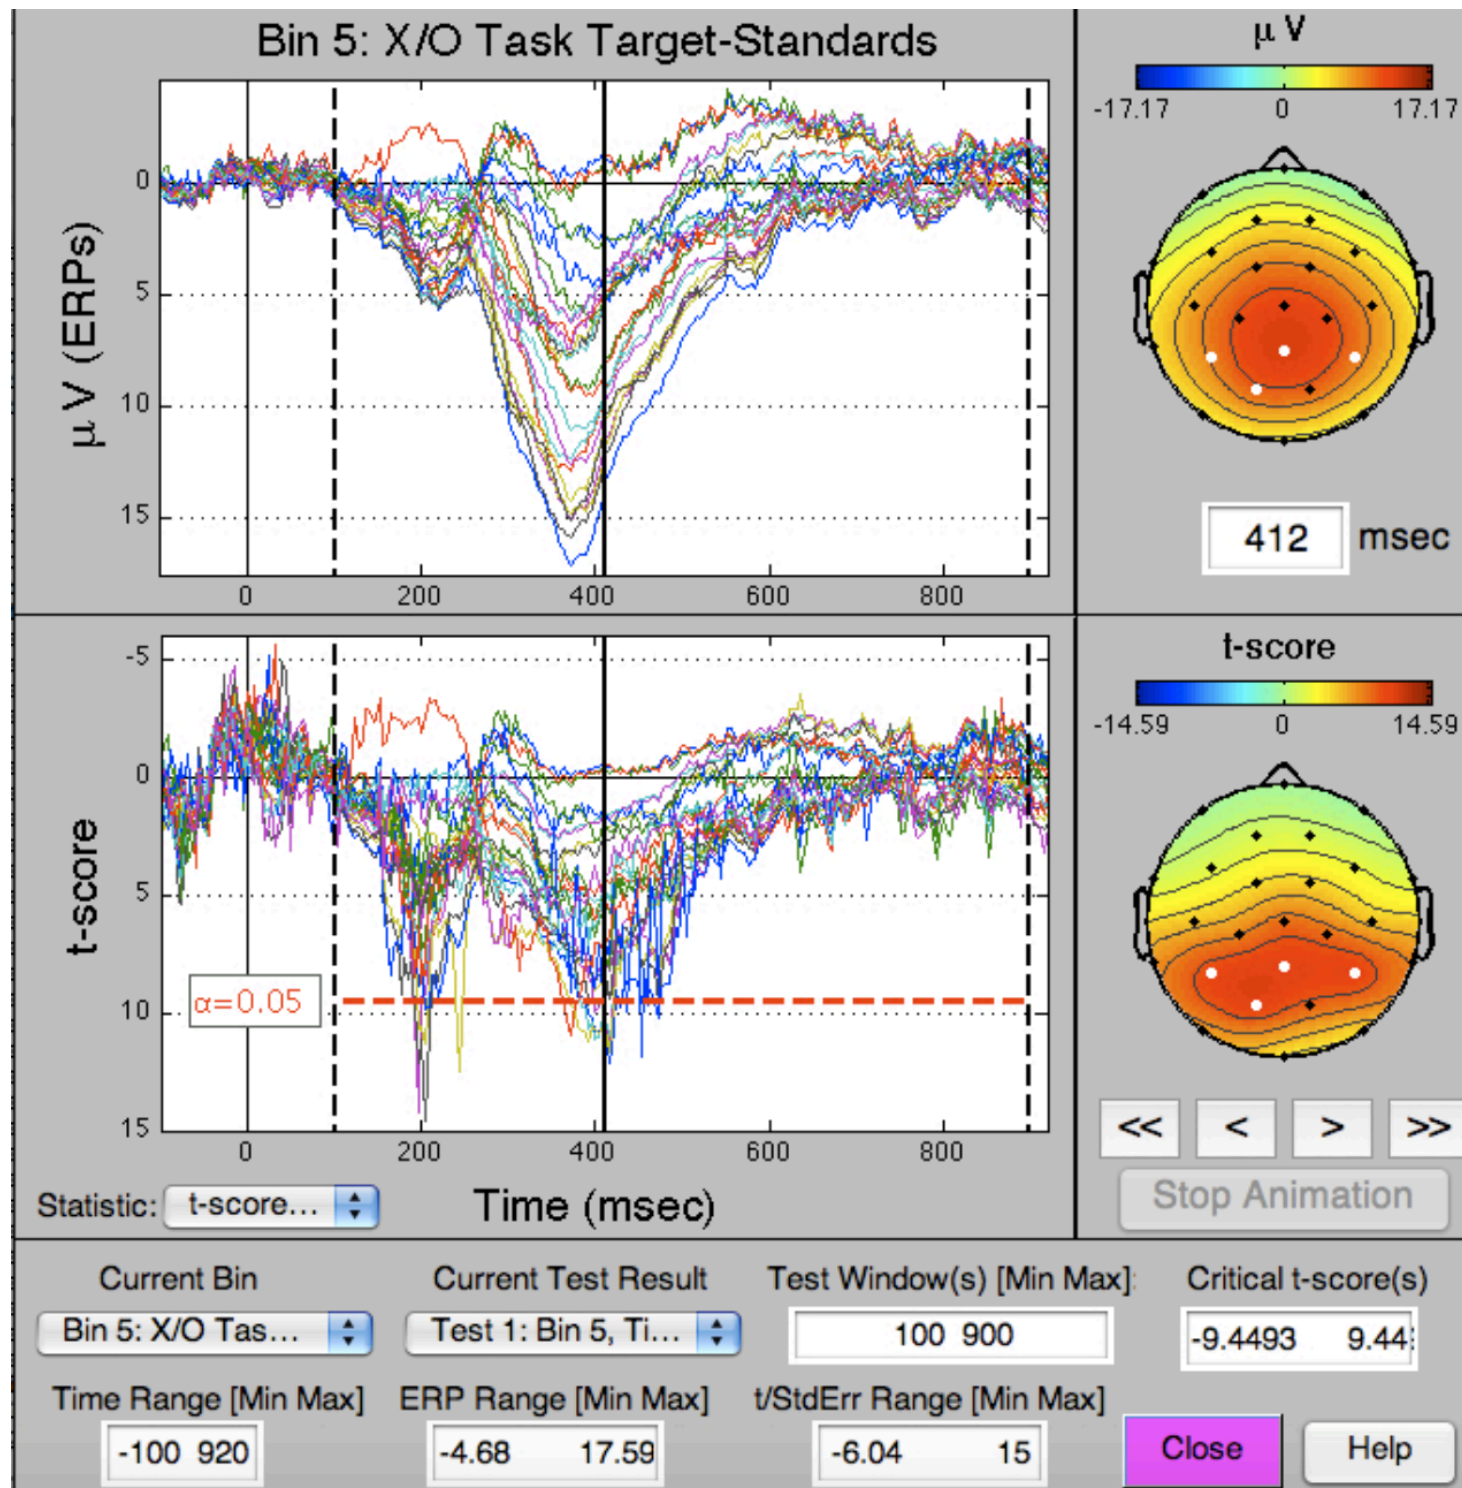 Bin 5: X/O Task Target-Standards
μ V (ERPs)
0
5
10
15
0 200 400 600 800
μ V
-17.17 0 17.17
412 msec
t-score
-5
0
5
10
15
α=0.05
0 200 400 600 800
Statistic: t-score... Time (msec)
t-score
-14.59 0 14.59
<< < > >>
Stop Animation
Current Bin Current Test Result Test Window(s) [Min Max]: Critical t-score(s)
Bin 5: X/O Tas... Test 1: Bin 5, Ti... 100 900 -9.4493 9.44
Time Range [Min Max] ERP Range [Min Max] t/StdErr Range [Min Max]
-100 920 -4.68 17.59 -6.04 15 Close Help